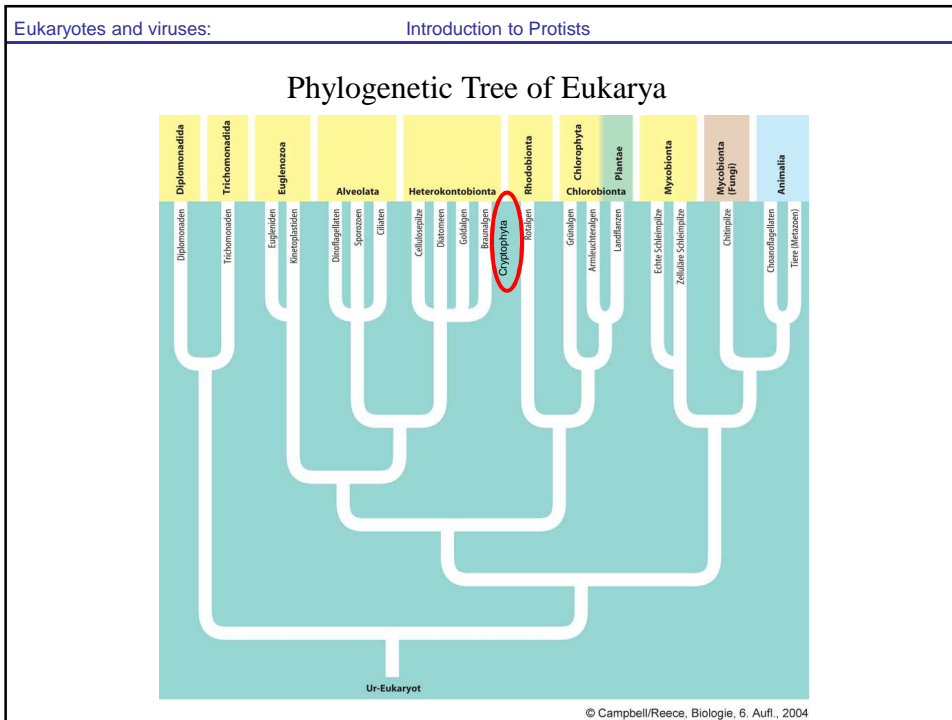 Eukaryotes and viruses: Introduction to Protists
Phylogenetic Tree of Eukarya
Diplomonadida
Trichomonadida
Euglenozoa
Alveolata
Heterokontobionta
Rhodobionta
Chlorophyta
Plantae
Chlorobionta
Myxobionta
Mycobionta
(Fungi)
Animalia
Diplomonaden
Trichomonaden
Eugleniden
Kinetoplastiden
Dinoflagellaten
Sporozoen
Ciliaten
Cellulosepilze
Diatomeen
Goldalgen
Braunalgen
Cryptophyta
Rotalgen
Grünalgen
Armleuchteralgen
Landflanzen
Echte Schleimpilze
Zelluläre Schleimpilze
Chitinpilze
Choanoflagellaten
Tiere (Metazoen)
Ur-Eukaryot
© Campbell/Reece, Biologie, 6. Aufl., 2004